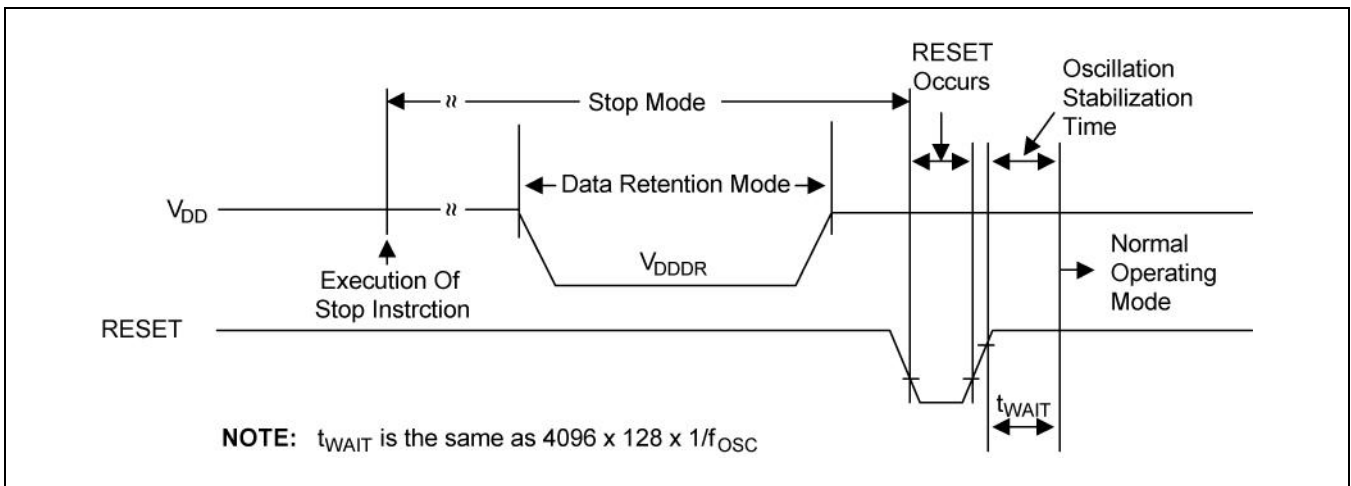 RESET
Occurs
Oscillation
Stabilization
Time
Stop Mode
Data Retention Mode
VDD
VDDDR
Execution Of
Stop Instrction
Normal
Operating
Mode
RESET
tWAIT
NOTE: tWAIT is the same as 4096 x 128 x 1/fOSC